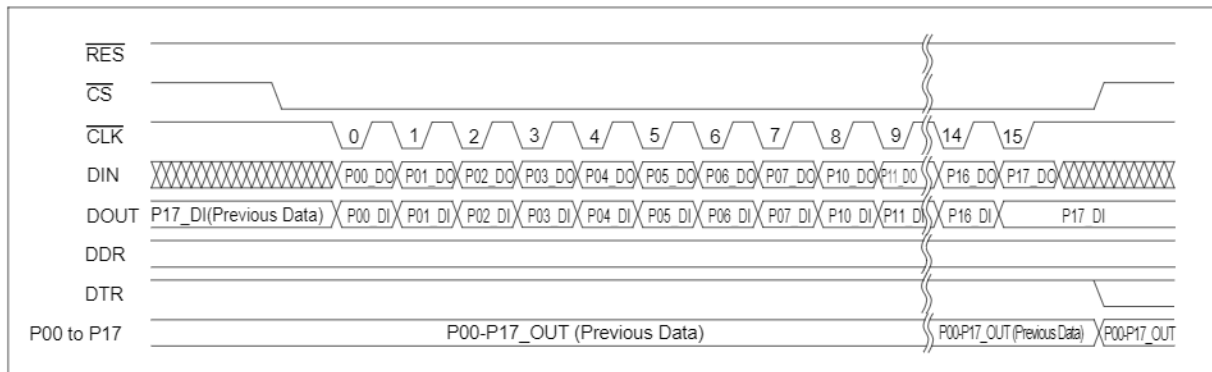 RES
CS
CLK 0 1 2 3 4 5 6 7 8 9 14 15
DIN P00_DO P01_DO P02_DO P03_DO P04_DO P05_DO P06_DO P07_DO P10_DO P11_DO P16_DO P17_DO
DOUT P17_DI(Previous Data) P00_DI P01_DI P02_DI P03_DI P04_DI P05_DI P06_DI P07_DI P10_DI P11_DI P16_DI P17_DI
DDR
DTR
P00 to P17 P00-P17_OUT (Previous Data) P00-P17_OUT (Previous Data) P00-P17_OUT